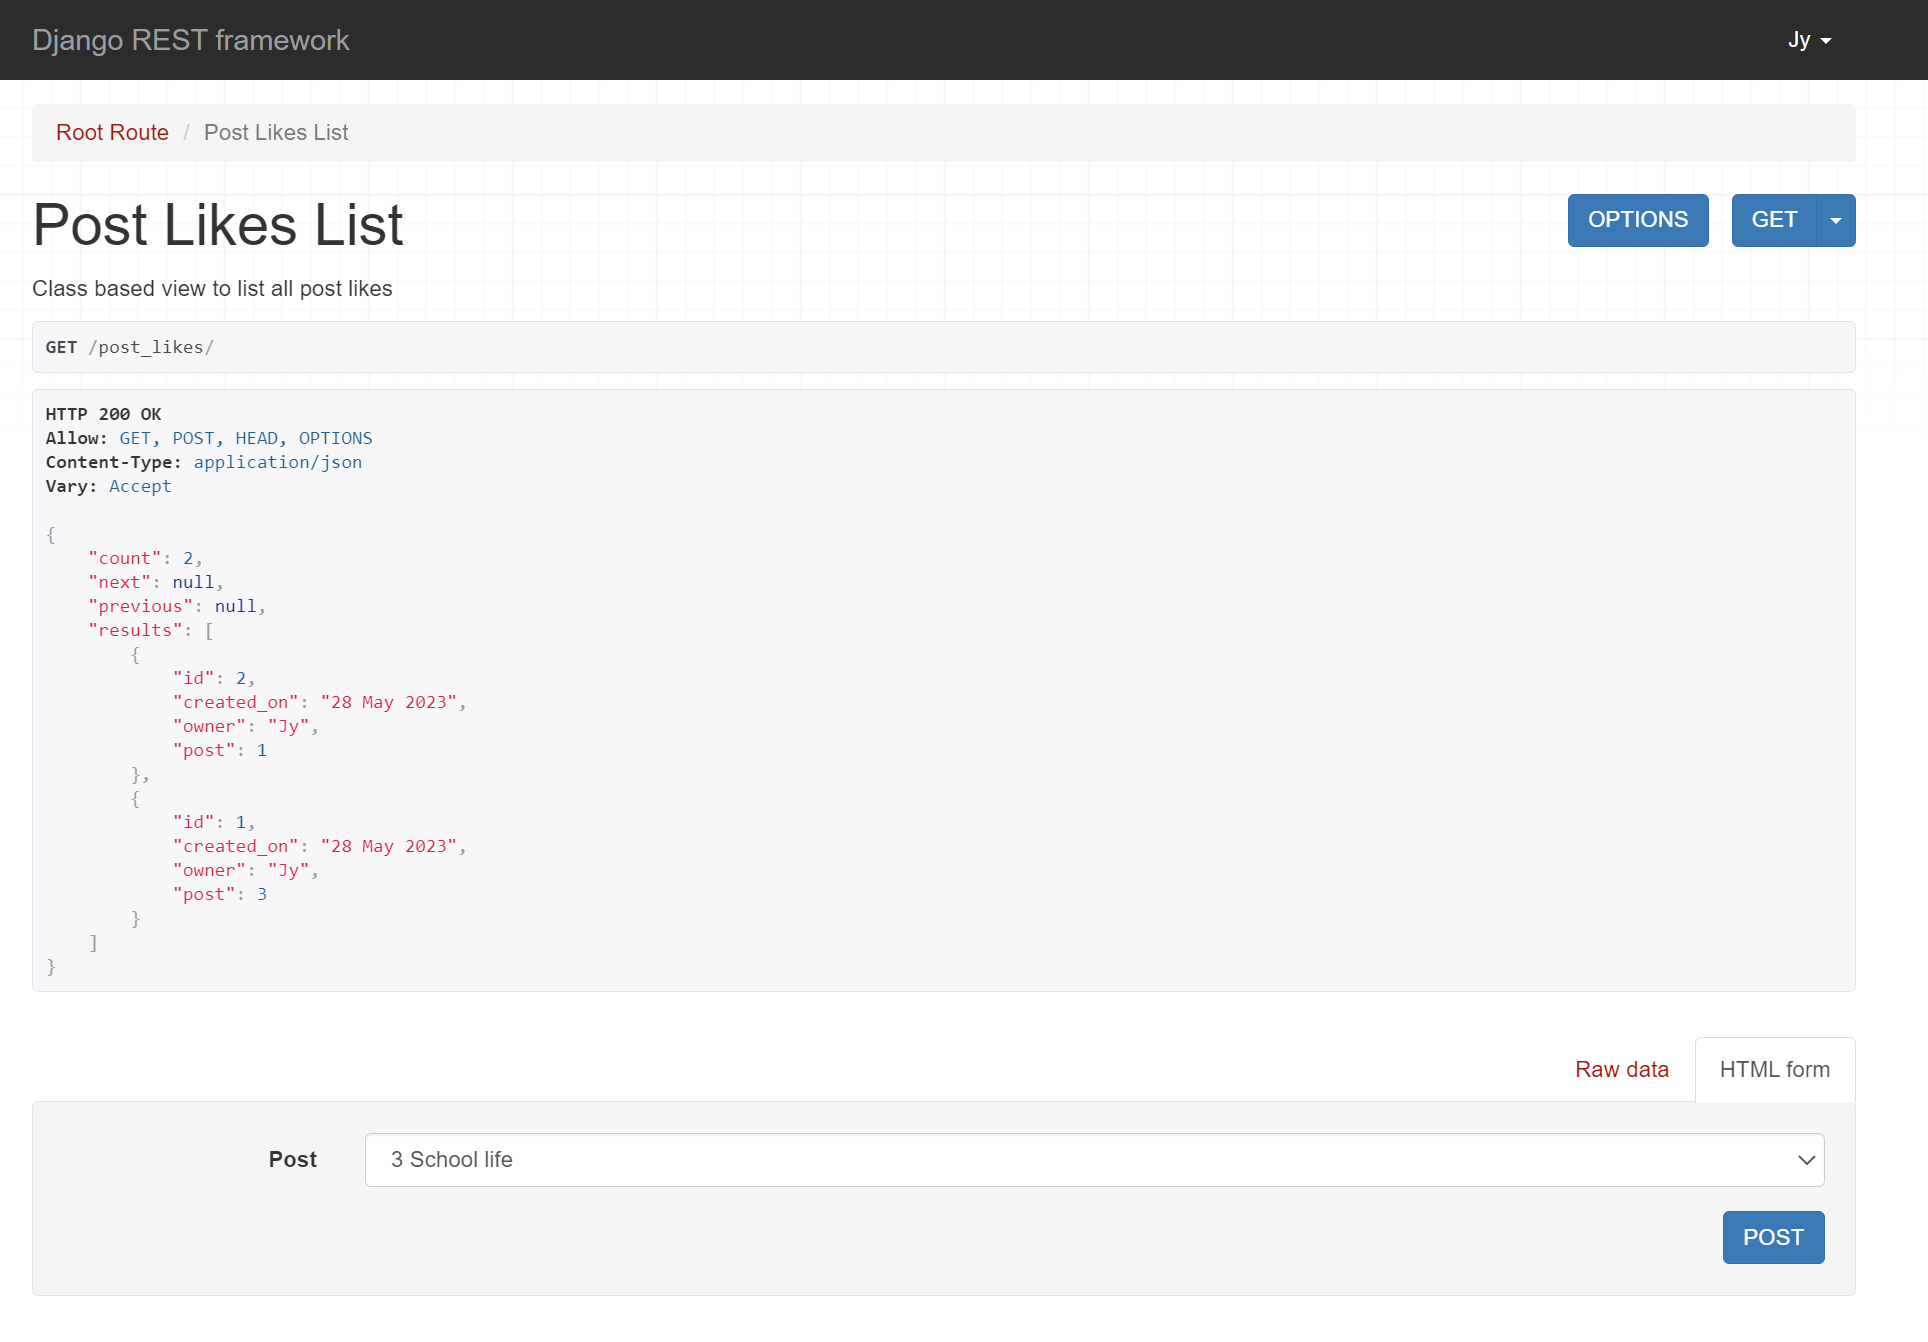 Django REST framework
Jy
Root Route / Post Likes List
Post Likes List
OPTIONS
GET
Class based view to list all post likes
GET /post_likes/
HTTP 200 OK
Allow: GET, POST, HEAD, OPTIONS
Content-Type: application/json
Vary: Accept
{
    "count": 2,
    "next": null,
    "previous": null,
    "results": [
        {
            "id": 2,
            "created_on": "28 May 2023",
            "owner": "Jy",
            "post": 1
        },
        {
            "id": 1,
            "created_on": "28 May 2023",
            "owner": "Jy",
            "post": 3
        }
    ]
}
Raw data
HTML form
Post
3 School life
POST